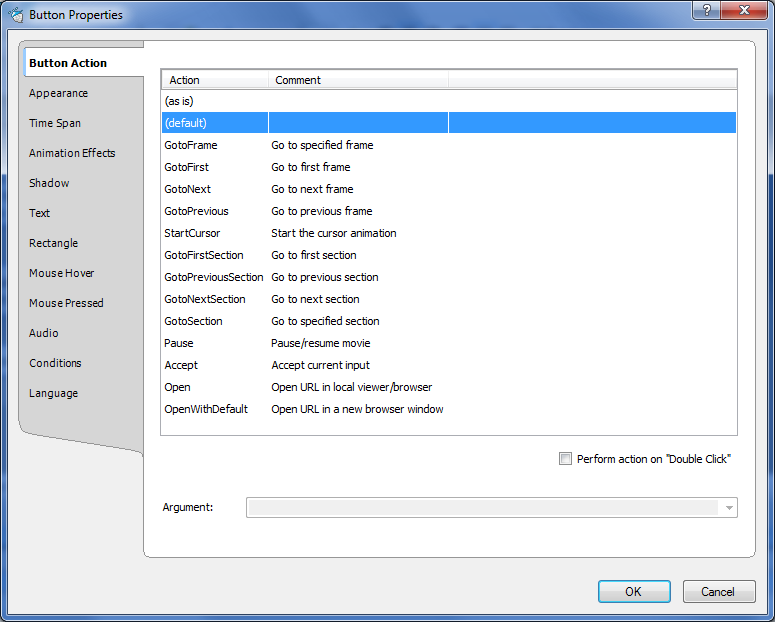 Button Properties
Button Action
Appearance
Time Span
Animation Effects
Shadow
Text
Rectangle
Mouse Hover
Mouse Pressed
Audio
Conditions
Language
Action Comment
(as is)
(default)
GotoFrame Go to specified frame
GotoFirst Go to first frame
GotoNext Go to next frame
GotoPrevious Go to previous frame
StartCursor Start the cursor animation
GotoFirstSection Go to first section
GotoPreviousSection Go to previous section
GotoNextSection Go to next section
GotoSection Go to specified section
Pause Pause/resume movie
Accept Accept current input
Open Open URL in local viewer/browser
OpenWithDefault Open URL in a new browser window
Perform action on "Double Click"
Argument:
OK Cancel